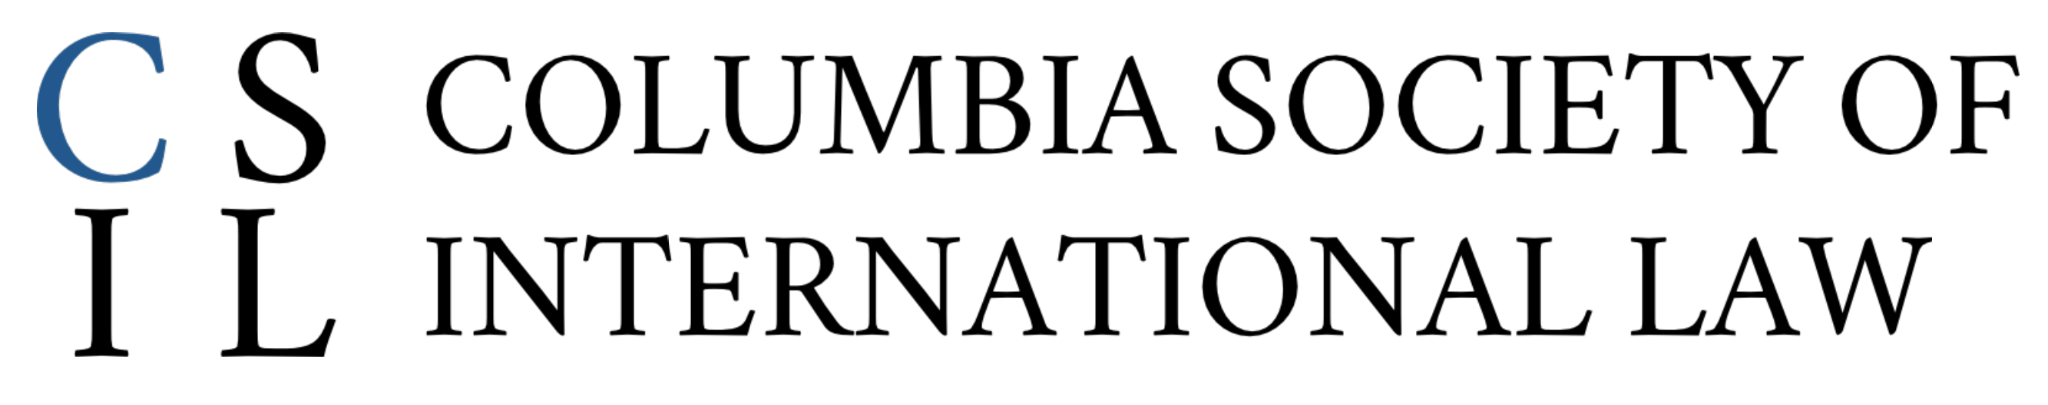 C S
I L
COLUMBIA SOCIETY OF
INTERNATIONAL LAW